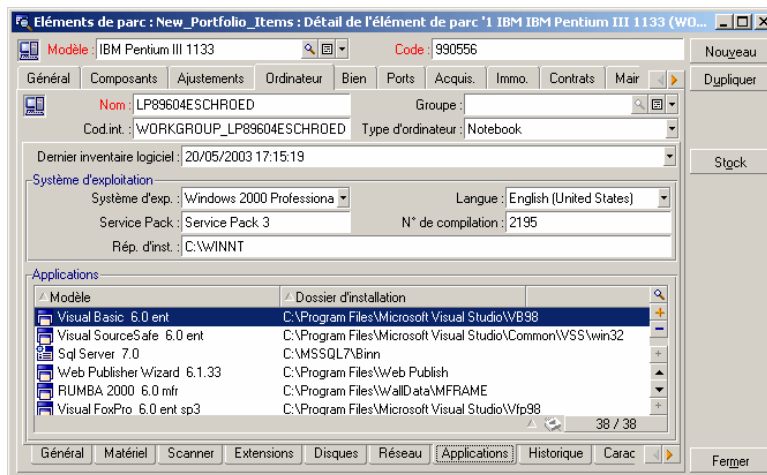 Eléments de parc : New_Portfolio_Items : Détail de l'élément de parc '1 IBM IBM Pentium III 1133 (WO...
Modèle : IBM Pentium III 1133 Code : 990556 Nouveau
Général Composants Ajustements Ordinateur Bien Ports Acquis. Immo. Contrats Mair Dupliquer
Nom : LP89604ESCHROED Groupe :
Cod.int. : WORKGROUP_LP89604ESCHROED Type d'ordinateur : Notebook
Dernier inventaire logiciel : 20/05/2003 17:15:19 Stock
Système d'exploitation
Système d'exp. : Windows 2000 Professiona Langue : English (United States)
Service Pack : Service Pack 3 N° de compilation : 2195
Rép. d'inst. : C:\WINNT
Applications
Modèle Dossier d'installation
Visual Basic 6.0 ent C:\Program Files\Microsoft Visual Studio\VB98
Visual SourceSafe 6.0 ent C:\Program Files\Microsoft Visual Studio\Common\VSS\win32
Sql Server 7.0 C:\MSSQL7\Binn
Web Publisher Wizard 6.1.33 C:\Program Files\Web Publish
RUMBA 2000 6.0 mfr C:\Program Files\WallData\MFRAME
Visual FoxPro 6.0 ent sp3 C:\Program Files\Microsoft Visual Studio\Vfp98
38 / 38
Général Matériel Scanner Extensions Disques Réseau Applications Historique Carac Fermer